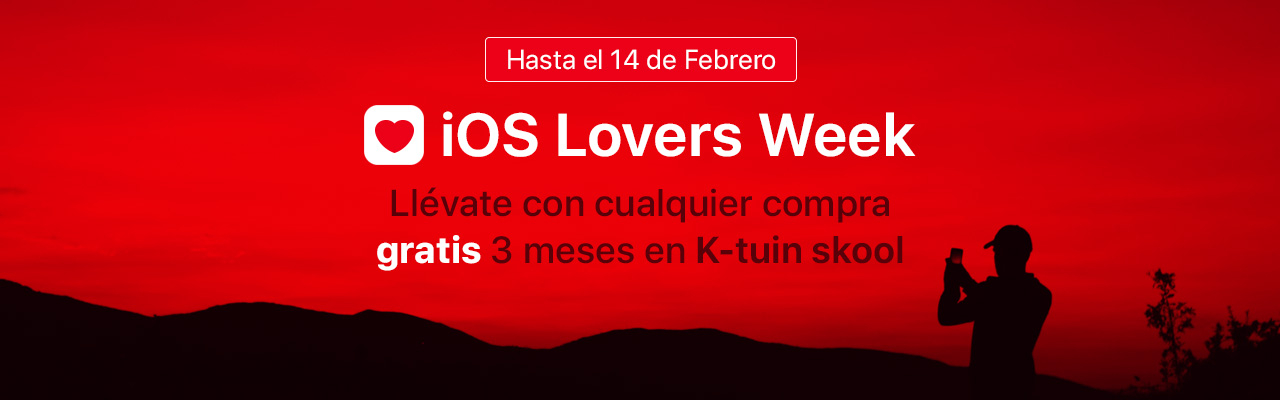 Hasta el 14 de Febrero
iOS Lovers Week
Llévate con cualquier compra
gratis 3 meses en K-tuin skool